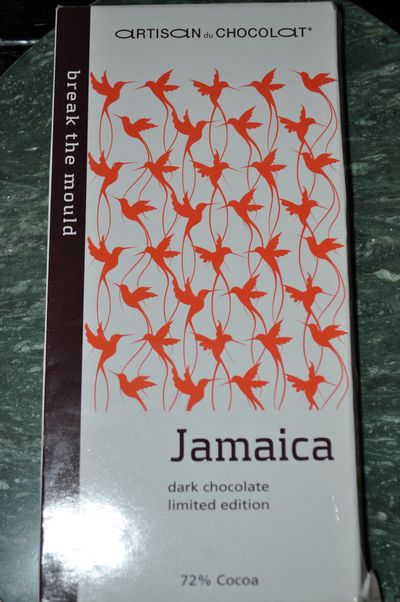 ARTISAN du CHOCOLAT®
break the mould
Jamaica
dark chocolate
limited edition
72% Cocoa